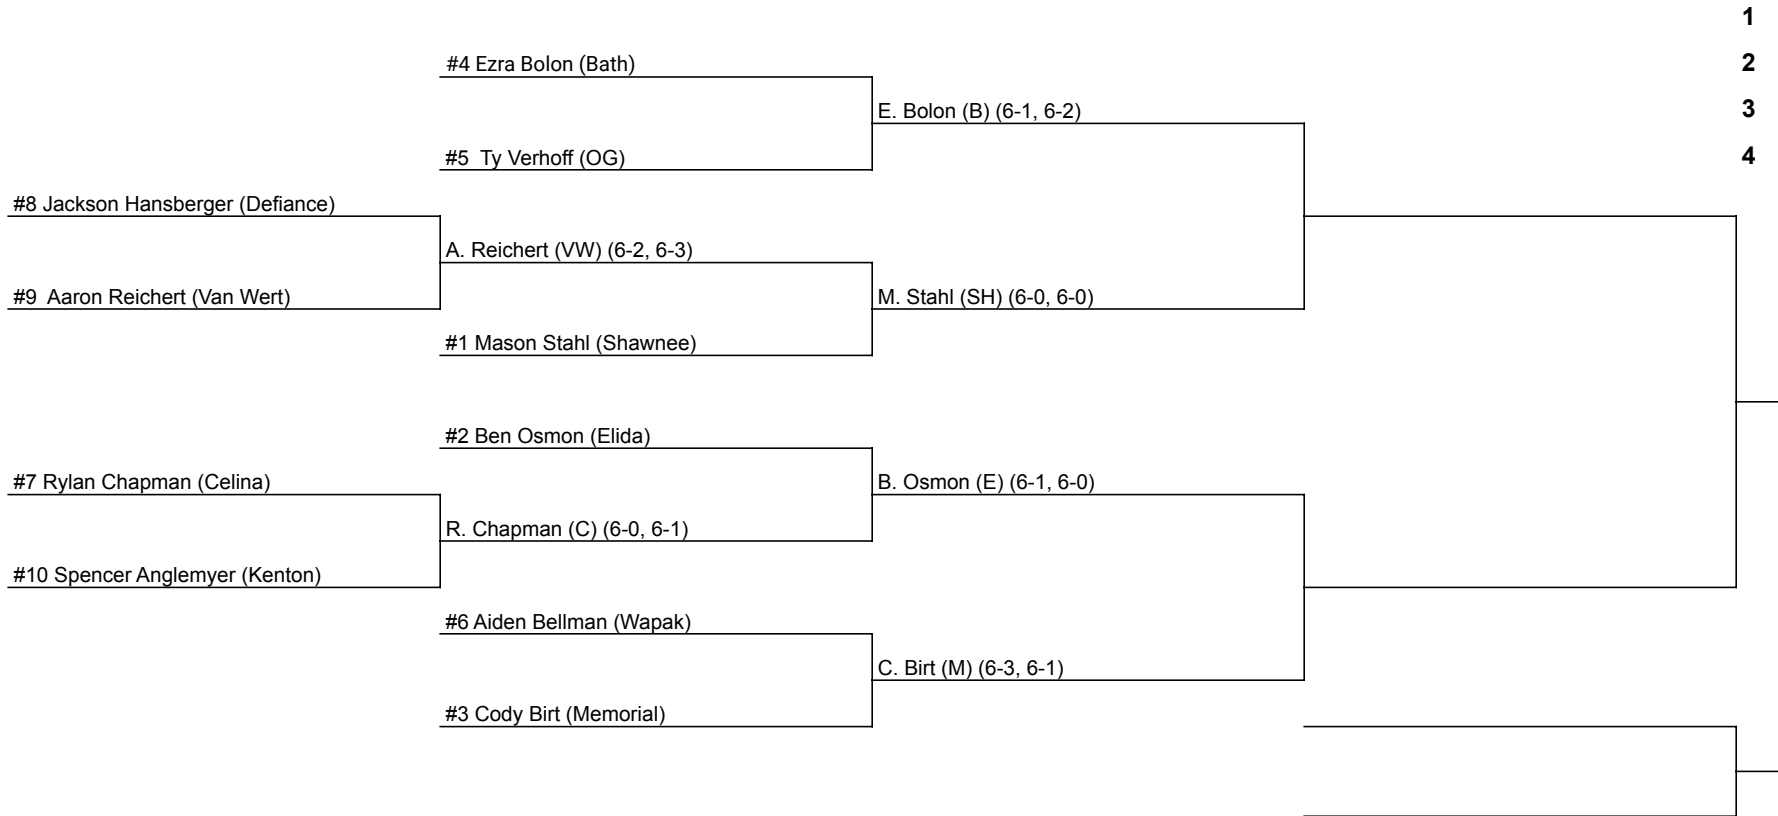 1
#4 Ezra Bolon (Bath)
2
E. Bolon (B) (6-1, 6-2)
3
#5  Ty Verhoff (OG)
4
#8 Jackson Hansberger (Defiance)
A. Reichert (VW) (6-2, 6-3)
#9  Aaron Reichert (Van Wert)
M. Stahl (SH) (6-0, 6-0)
#1 Mason Stahl (Shawnee)
#2 Ben Osmon (Elida)
#7 Rylan Chapman (Celina)
B. Osmon (E) (6-1, 6-0)
R. Chapman (C) (6-0, 6-1)
#10 Spencer Anglemyer (Kenton)
#6 Aiden Bellman (Wapak)
C. Birt (M) (6-3, 6-1)
#3 Cody Birt (Memorial)